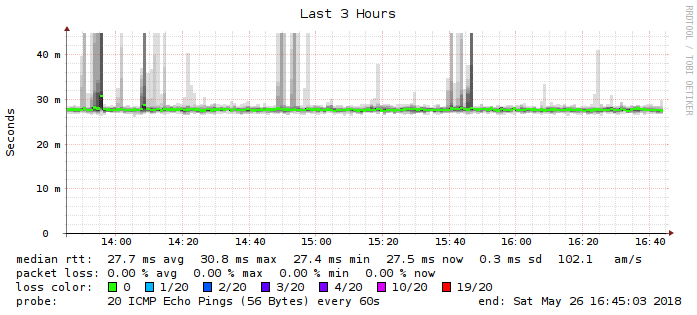 Last 3 Hours
RRDTOOL / TOBI OETIKER
Seconds
40 m
30 m
20 m
10 m
0
14:00 14:20 14:40 15:00 15:20 15:40 16:00 16:20 16:40
median rtt: 27.7 ms avg 30.8 ms max 27.4 ms min 27.5 ms now 0.3 ms sd 102.1 am/s
packet loss: 0.00 % avg 0.00 % max 0.00 % min 0.00 % now
loss color: 0 1/20 2/20 3/20 4/20 10/20 19/20
probe: 20 ICMP Echo Pings (56 Bytes) every 60s end: Sat May 26 16:45:03 2018